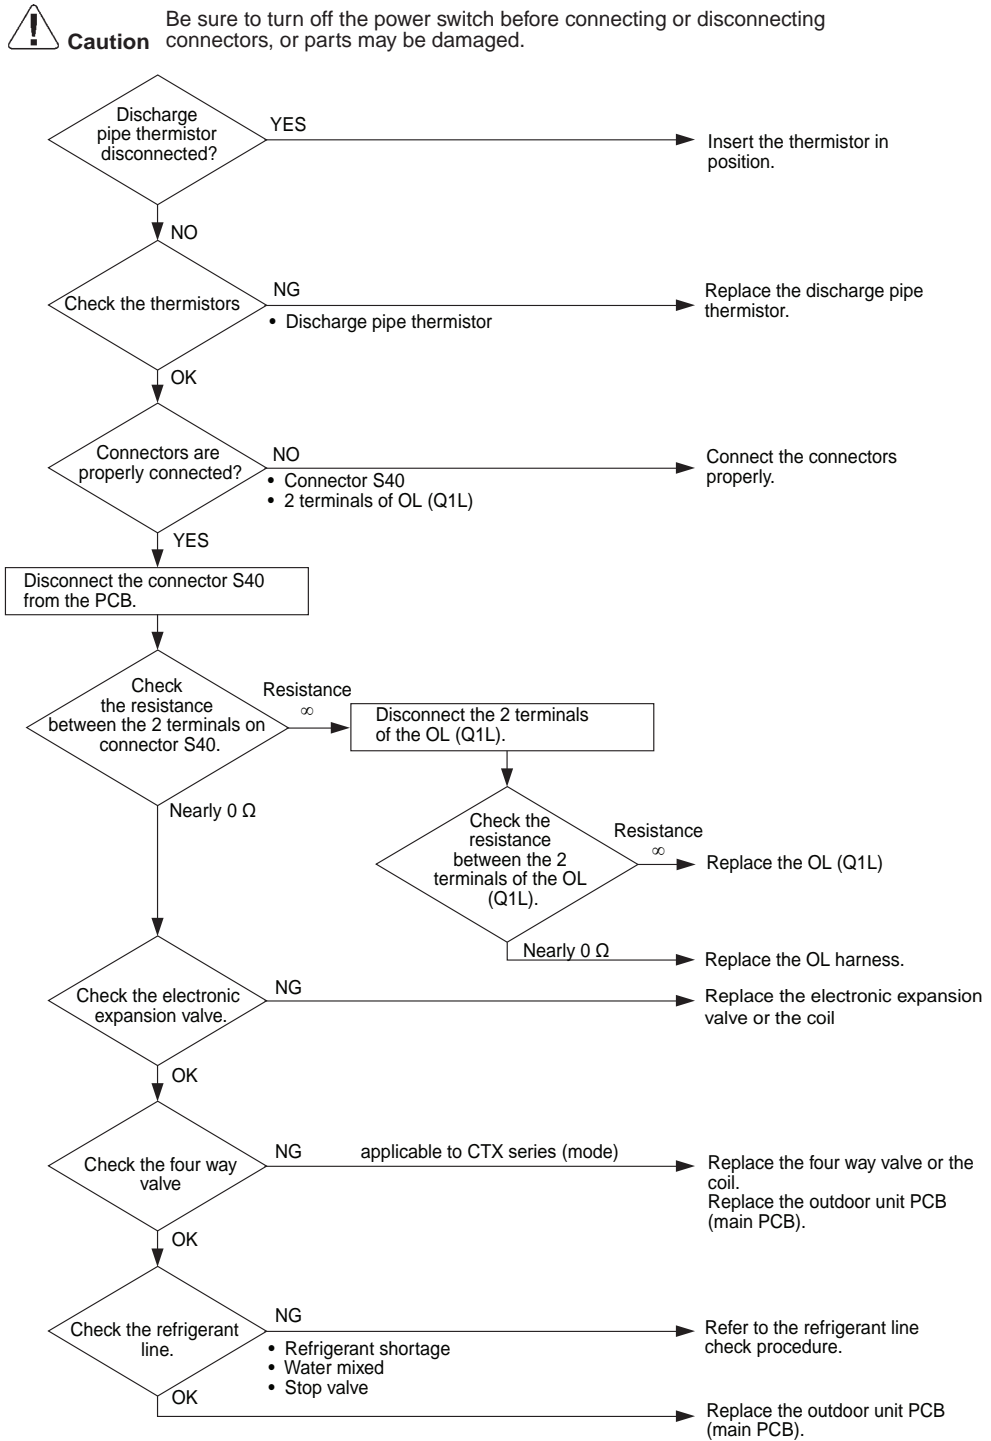 Be sure to turn off the power switch before connecting or disconnecting
Caution connectors, or parts may be damaged.
Discharge
pipe thermistor
disconnected?
YES
Insert the thermistor in
position.
NO
Check the thermistors
NG
• Discharge pipe thermistor
Replace the discharge pipe
thermistor.
OK
Connectors are
properly connected?
NO
• Connector S40
• 2 terminals of OL (Q1L)
Connect the connectors
properly.
YES
Disconnect the connector S40
from the PCB.
Check
the resistance
between the 2 terminals on
connector S40.
Resistance
∞
Disconnect the 2 terminals
of the OL (Q1L).
Nearly 0 Ω
Check the
resistance
between the 2
terminals of the OL
(Q1L).
Resistance
∞
Replace the OL (Q1L)
Nearly 0 Ω
Replace the OL harness.
Check the electronic
expansion valve.
NG
Replace the electronic expansion
valve or the coil
OK
Check the four way
valve
NG
applicable to CTX series (mode)
Replace the four way valve or the
coil.
Replace the outdoor unit PCB
(main PCB).
OK
Check the refrigerant
line.
NG
• Refrigerant shortage
• Water mixed
• Stop valve
Refer to the refrigerant line
check procedure.
OK
Replace the outdoor unit PCB
(main PCB).